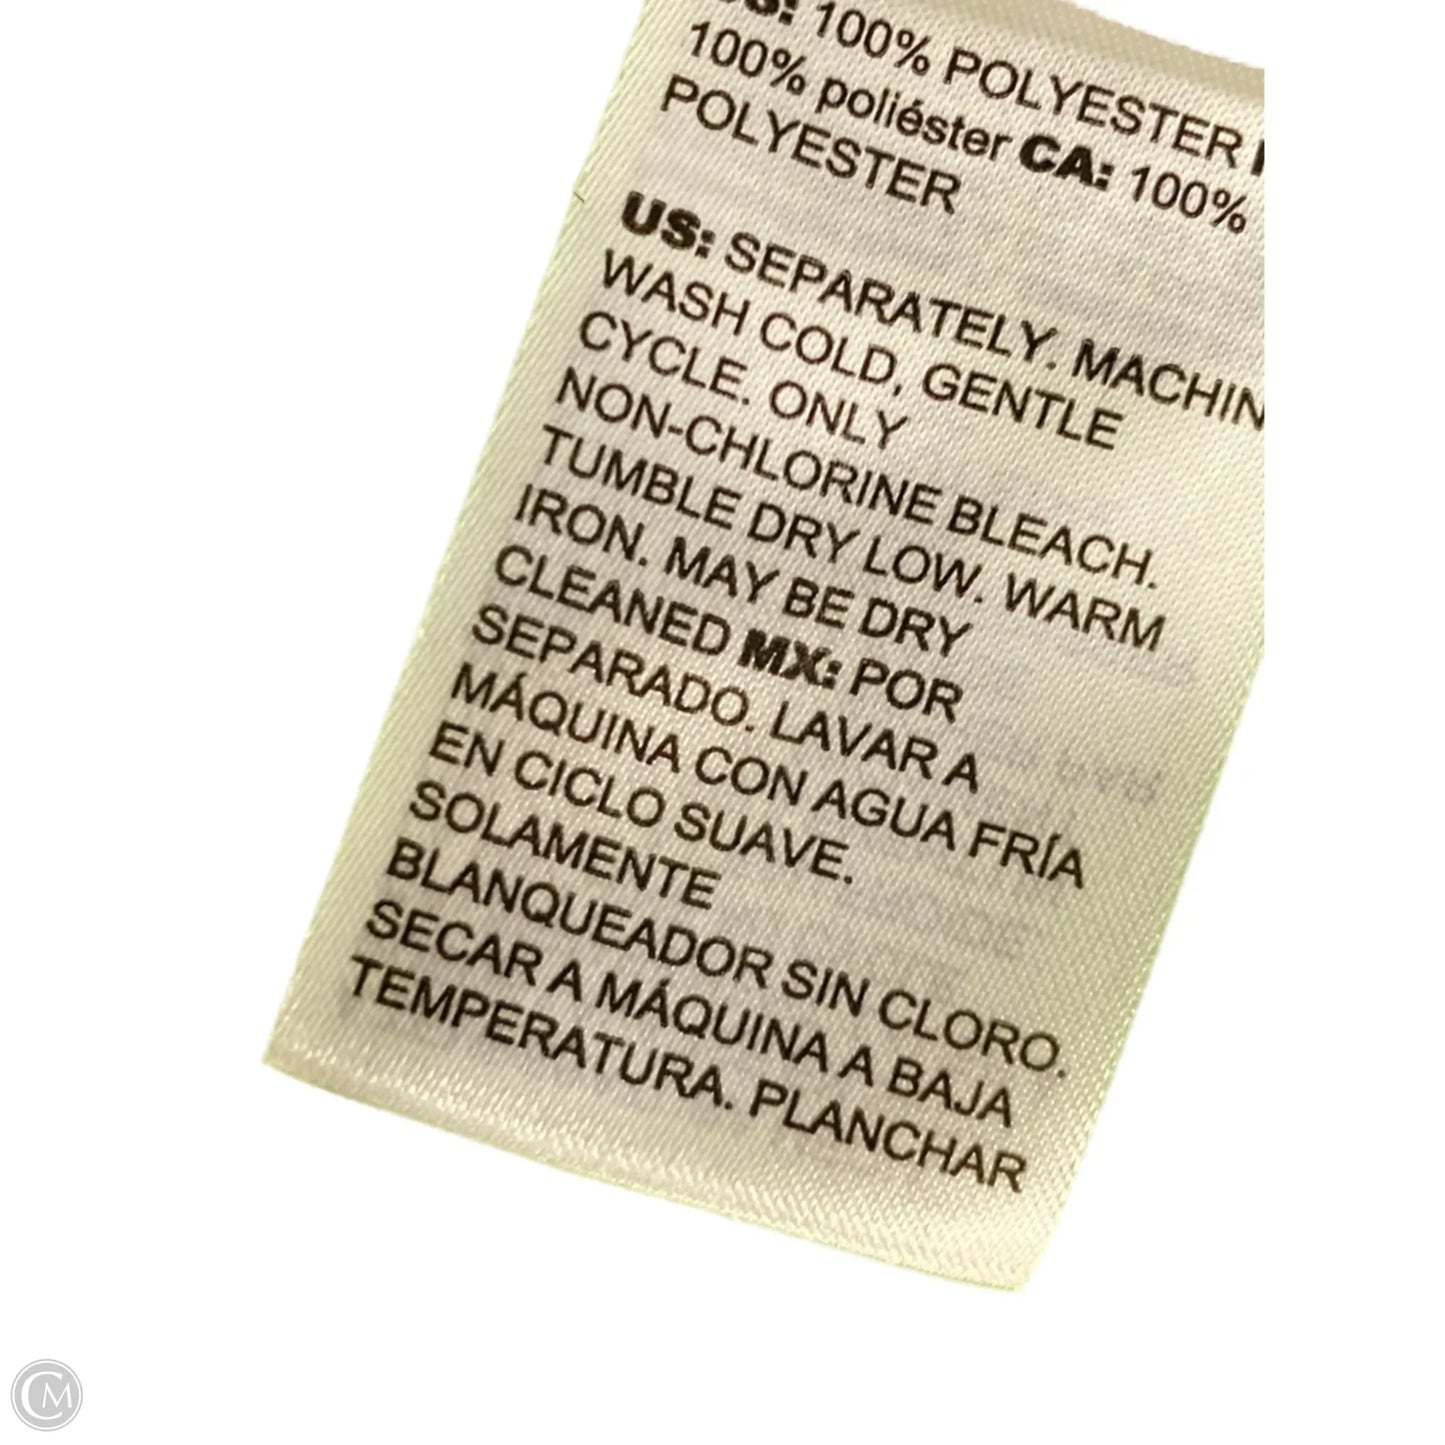 US: 100% POLYESTER
100% poliéster CA: 100%
POLYESTER
US: SEPARATELY. MACHIN
WASH COLD, GENTLE
CYCLE. ONLY
NON-CHLORINE BLEACH.
TUMBLE DRY LOW. WARM
IRON. MAY BE DRY
CLEANED MX: POR
SEPARADO. LAVAR A
MÁQUINA CON AGUA FRÍA
EN CICLO SUAVE.
SOLAMENTE
BLANQUEADOR SIN CLORO.
SECAR A MÁQUINA A BAJA
TEMPERATURA. PLANCHAR
CM